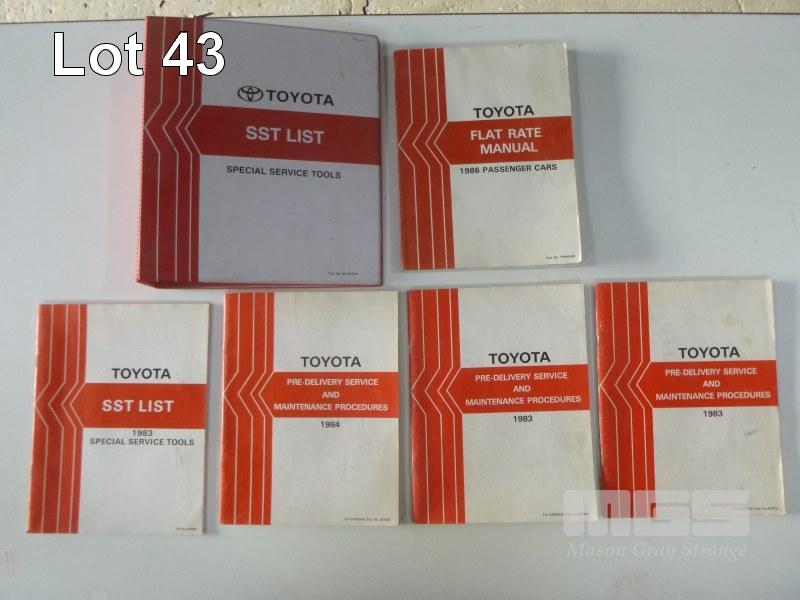 Lot 43
TOYOTA
SST LIST
SPECIAL SERVICE TOOLS
TOYOTA
FLAT RATE
MANUAL
1986 PASSENGER CARS
TOYOTA
SST LIST
1983
SPECIAL SERVICE TOOLS
TOYOTA
PRE-DELIVERY SERVICE
AND
MAINTENANCE PROCEDURES
1984
TOYOTA
PRE-DELIVERY SERVICE
AND
MAINTENANCE PROCEDURES
1983
TOYOTA
PRE-DELIVERY SERVICE
AND
MAINTENANCE PROCEDURES
1983
MGS
Mason Gray Strange